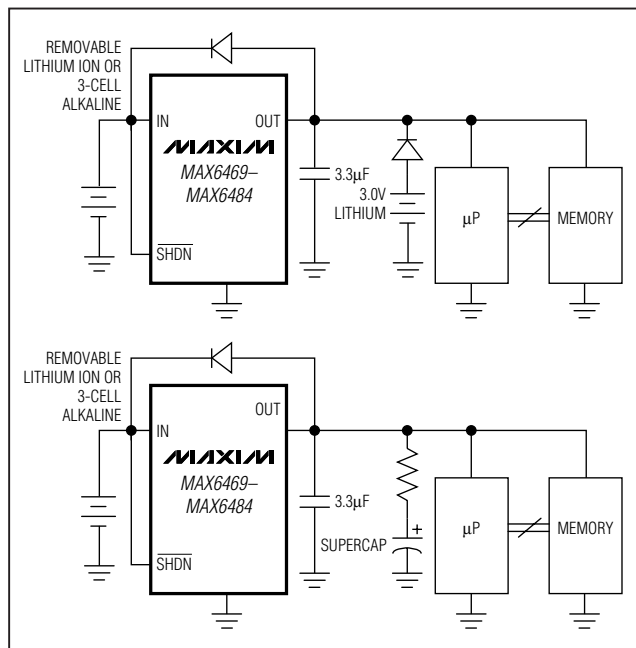 REMOVABLE
LITHIUM ION OR
3-CELL
ALKALINE
IN
OUT
MAXIM
MAX6469–
MAX6484
SHDN
3.3µF
3.0V
LITHIUM
µP
MEMORY
REMOVABLE
LITHIUM ION OR
3-CELL
ALKALINE
IN
OUT
MAXIM
MAX6469–
MAX6484
SHDN
3.3µF
+
SUPERCAP
µP
MEMORY